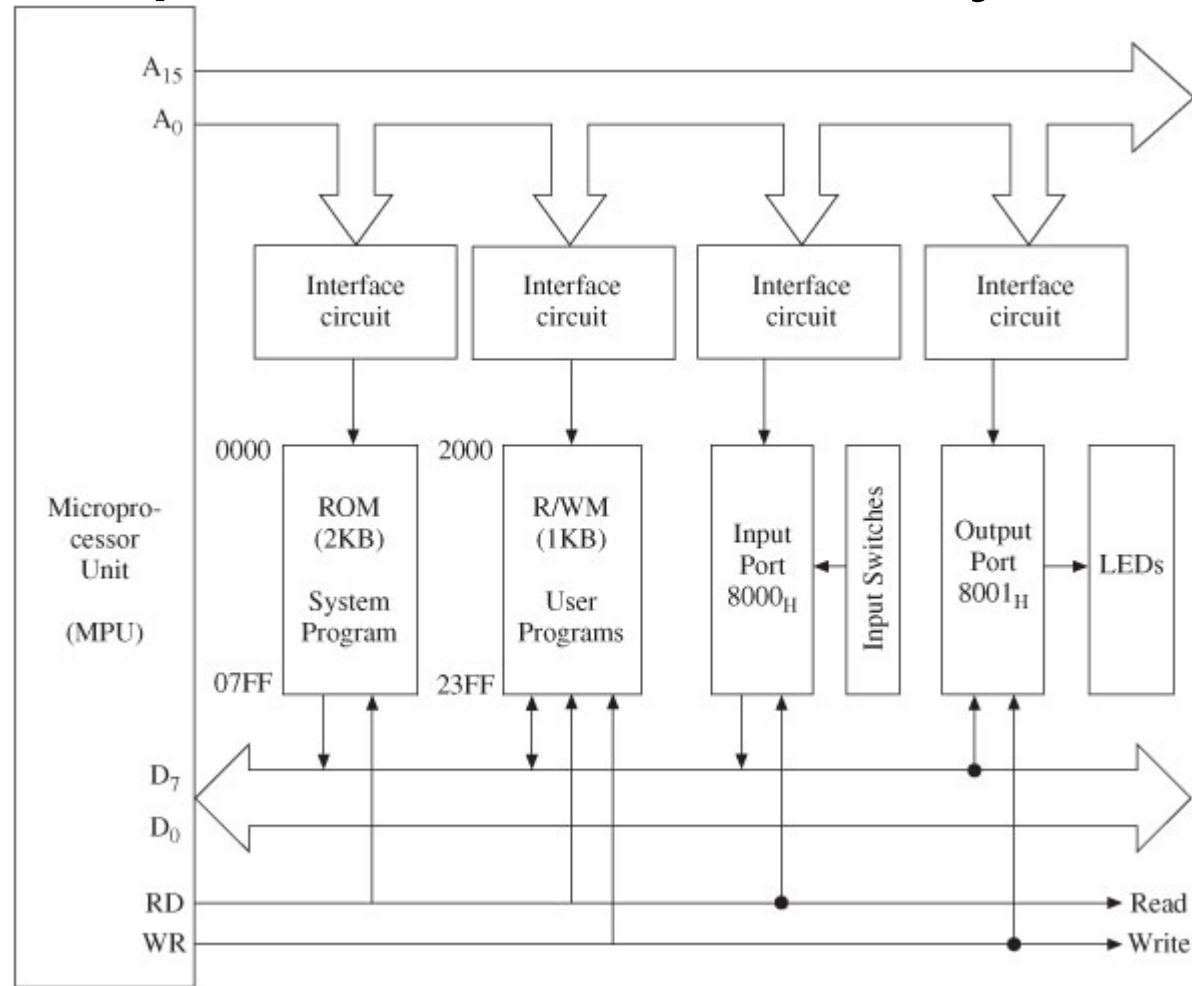 A15
A0
Interface
circuit
Interface
circuit
Interface
circuit
Interface
circuit
Micropro-
cessor
Unit
(MPU)
0000
ROM
(2KB)
System
Program
07FF
2000
R/WM
(1KB)
User
Programs
23FF
Input
Port
8000H
Input Switches
Output
Port
8001H
LEDs
D7
D0
RD
Read
WR
Write